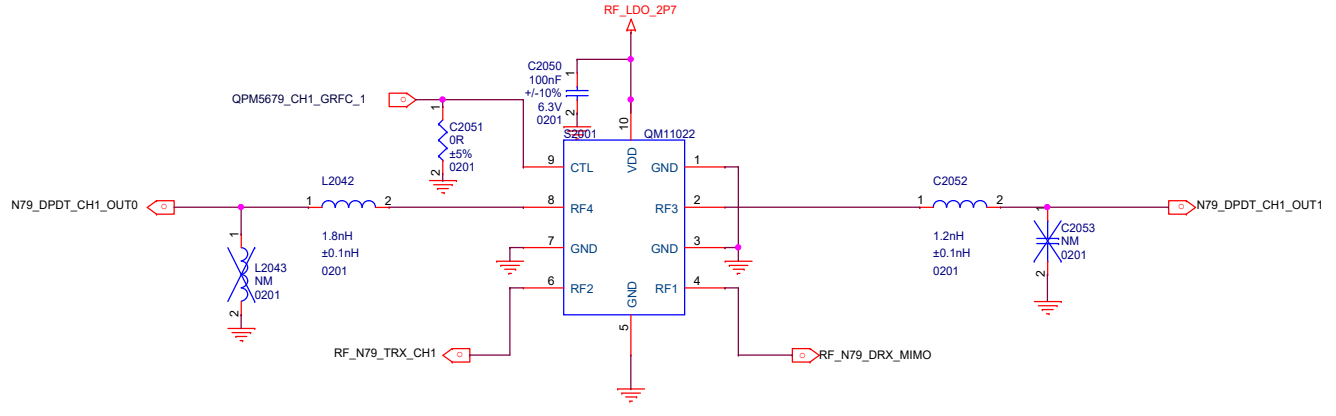 RF_LDO_2P7
C2050
100nF
+/-10%
6.3V
0201
1
2
10
QPM5679_CH1_GRFC_1
1
C2051
0R
±5%
0201
2
S2001
QM11022
9
CTL
VDD
GND
1
N79_DPDT_CH1_OUT0
L2042
1
2
1.8nH
±0.1nH
0201
8
RF4
RF3
2
C2052
1
2
1.2nH
±0.1nH
0201
N79_DPDT_CH1_OUT1
1
L2043
NM
0201
2
7
GND
GND
3
1
C2053
NM
0201
2
6
RF2
GND
RF1
4
5
RF_N79_TRX_CH1
RF_N79_DRX_MIMO